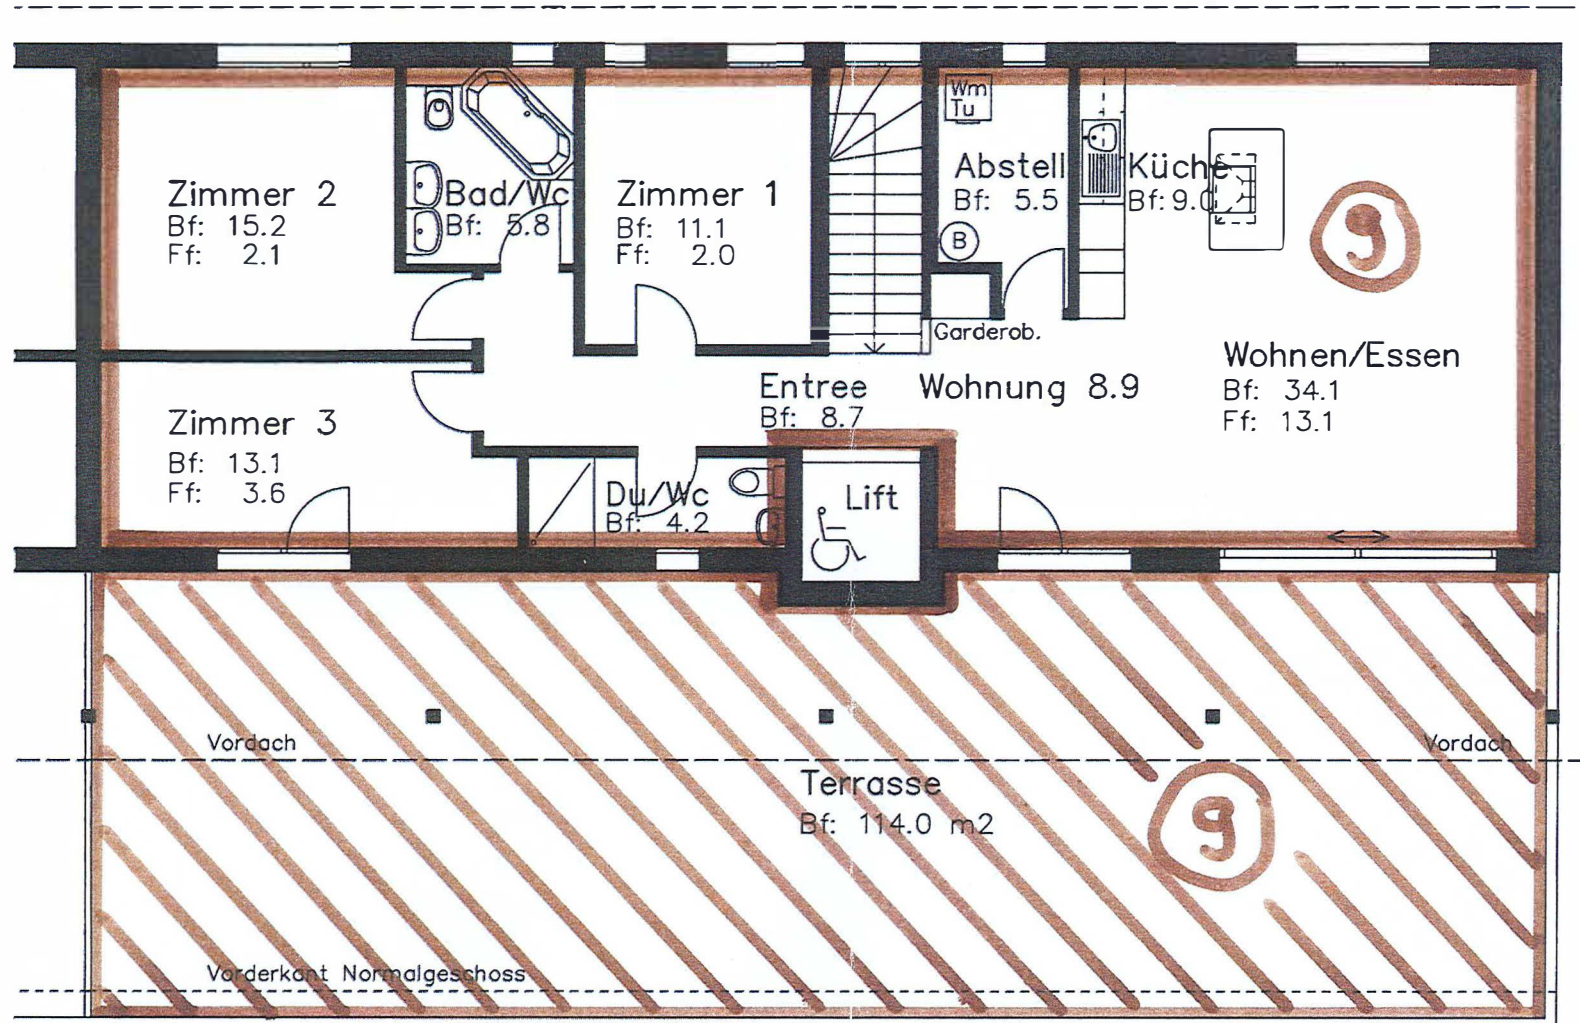 Zimmer 2
Bf: 15.2
Ff: 2.1
Bad/Wc
Bf: 5.8
Zimmer 1
Bf: 11.1
Ff: 2.0
Wm
Tu
Abstell
Bf: 5.5
B
Küche
Bf: 9.0
9
Garderob.
Wohnen/Essen
Bf: 34.1
Ff: 13.1
Entree
Bf: 8.7
Wohnung 8.9
Zimmer 3
Bf: 13.1
Ff: 3.6
Du/Wc
Bf: 4.2
Lift
Vordach
Vordach
Terrasse
Bf: 114.0 m2
9
Vorderkant Normalgeschoss